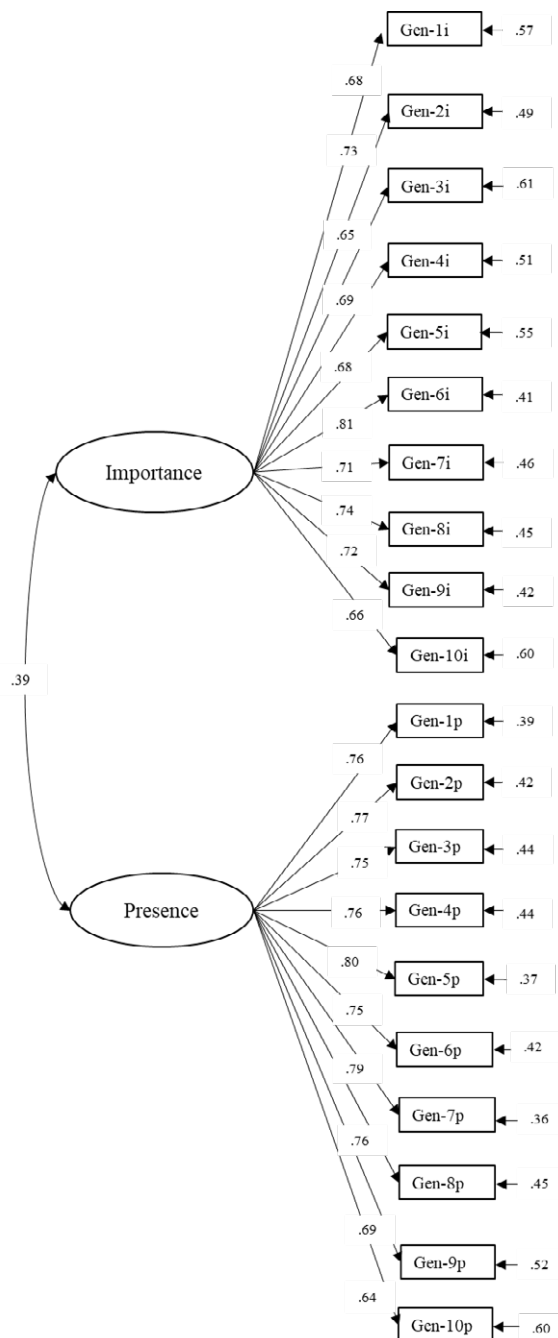 Gen-1i
.57
.68
Gen-2i
.49
.73
Gen-3i
.61
.65
Gen-4i
.51
.69
Gen-5i
.55
.68
Gen-6i
.41
.81
Importance
.71
Gen-7i
.46
.74
Gen-8i
.45
.72
Gen-9i
.42
.66
Gen-10i
.60
.39
Gen-1p
.39
.76
Gen-2p
.42
.77
Gen-3p
.44
.75
Presence
.76
Gen-4p
.44
.80
Gen-5p
.37
.75
Gen-6p
.42
.79
Gen-7p
.36
.76
Gen-8p
.45
.69
Gen-9p
.52
.64
Gen-10p
.60